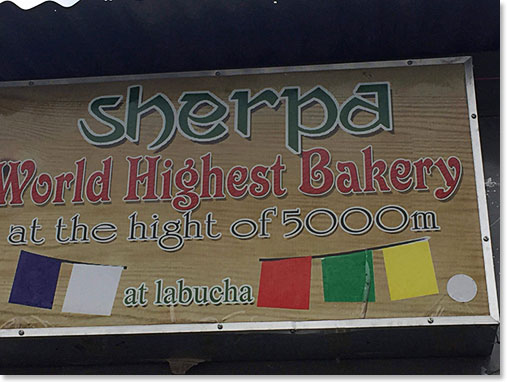 sherpa
World Highest Bakery
at the hight of 5000m
at labucha